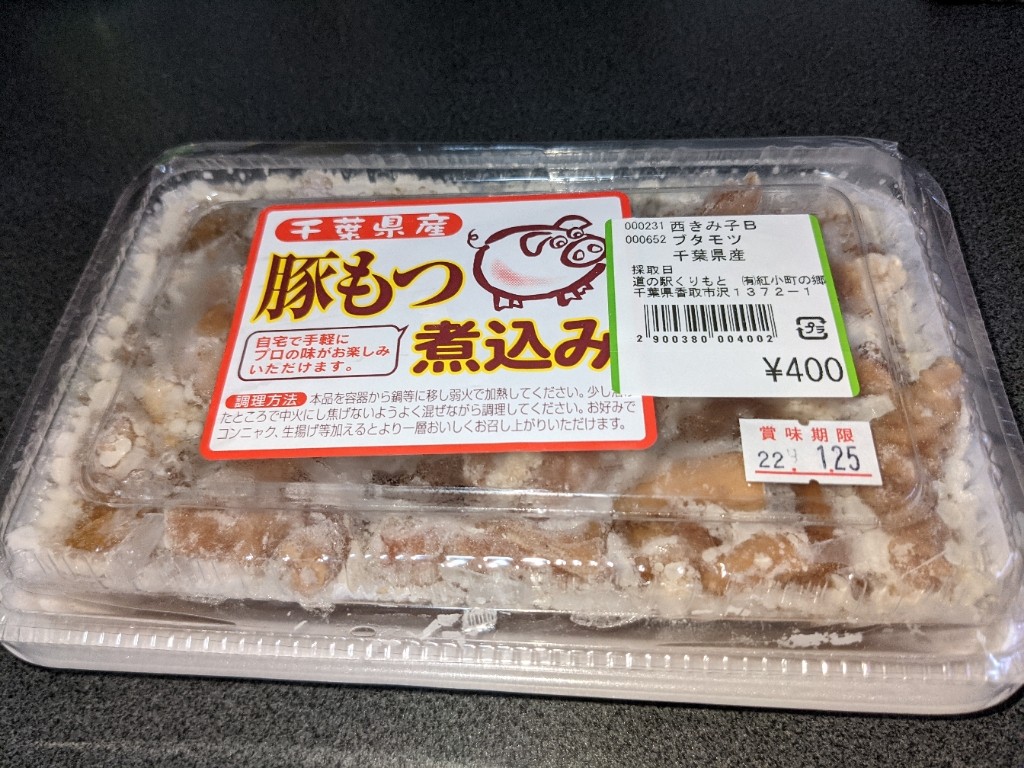 千葉県産
豚もつ
煮込み
自宅で手軽に
プロの味がお楽しみ
いただけます。
調理方法 本品を容器から鍋等に移し弱火で加熱してください。少し
たところで中火にし焦げないようよく混ぜながら調理してください。お好みで
コンニャク、生揚げ等加えるとより一層おいしくお召し上がりいただけます。
000231 西きみ子B
000652 ブタモツ
千葉県産
採取日
道の駅くりもと (有)紅小町の郷
千葉県香取市沢1372-1
2 900380 004002
プラ
¥400
賞味期限
22. 1.25